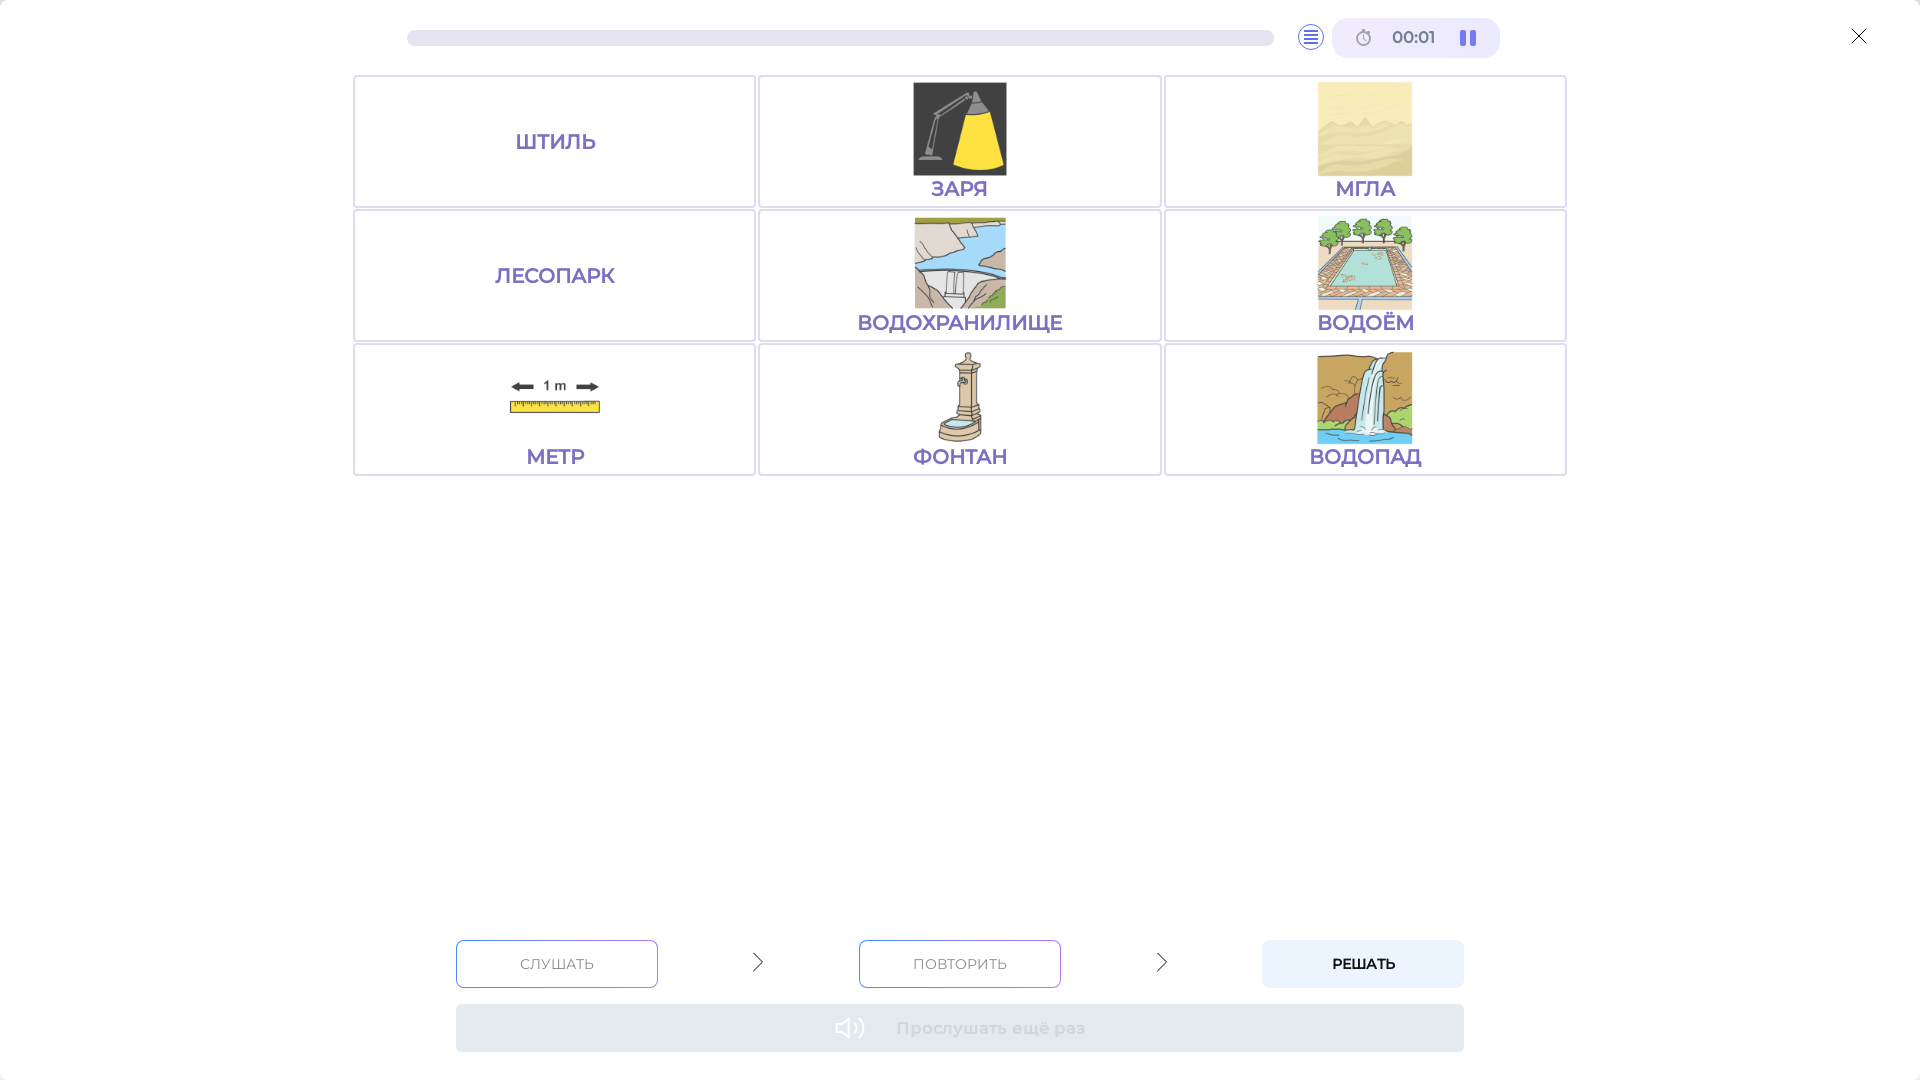 00:01
ШТИЛЬ
ЗАРЯ
МГЛА
ЛЕСОПАРК
ВОДОХРАНИЛИЩЕ
ВОДОЁМ
1 m
МЕТР
ФОНТАН
ВОДОПАД
СЛУШАТЬ
ПОВТОРИТЬ
РЕШАТЬ
Прослушать ещё раз